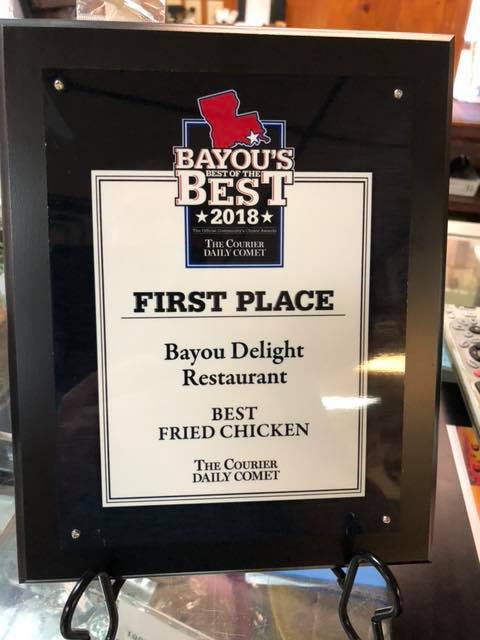 BAYOU'S
BEST OF THE
BEST
★2018★
The Official Community's Choice Awards
THE COURIER
DAILY COMET
FIRST PLACE
Bayou Delight
Restaurant
BEST
FRIED CHICKEN
THE COURIER
DAILY COMET